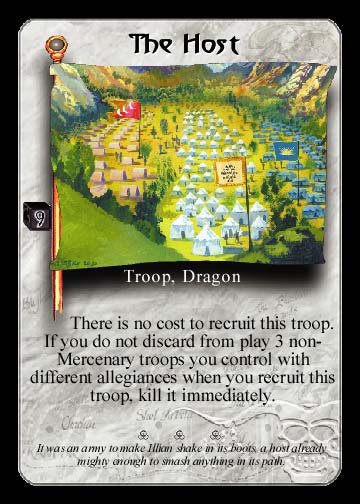 The Host
9
Troop, Dragon
There is no cost to recruit this troop.
If you do not discard from play 3 non-
Mercenary troops you control with
different allegiances when you recruit this
troop, kill it immediately.
It was an army to make Illian shake in its boots, a host already
mighty enough to smash anything in its path.